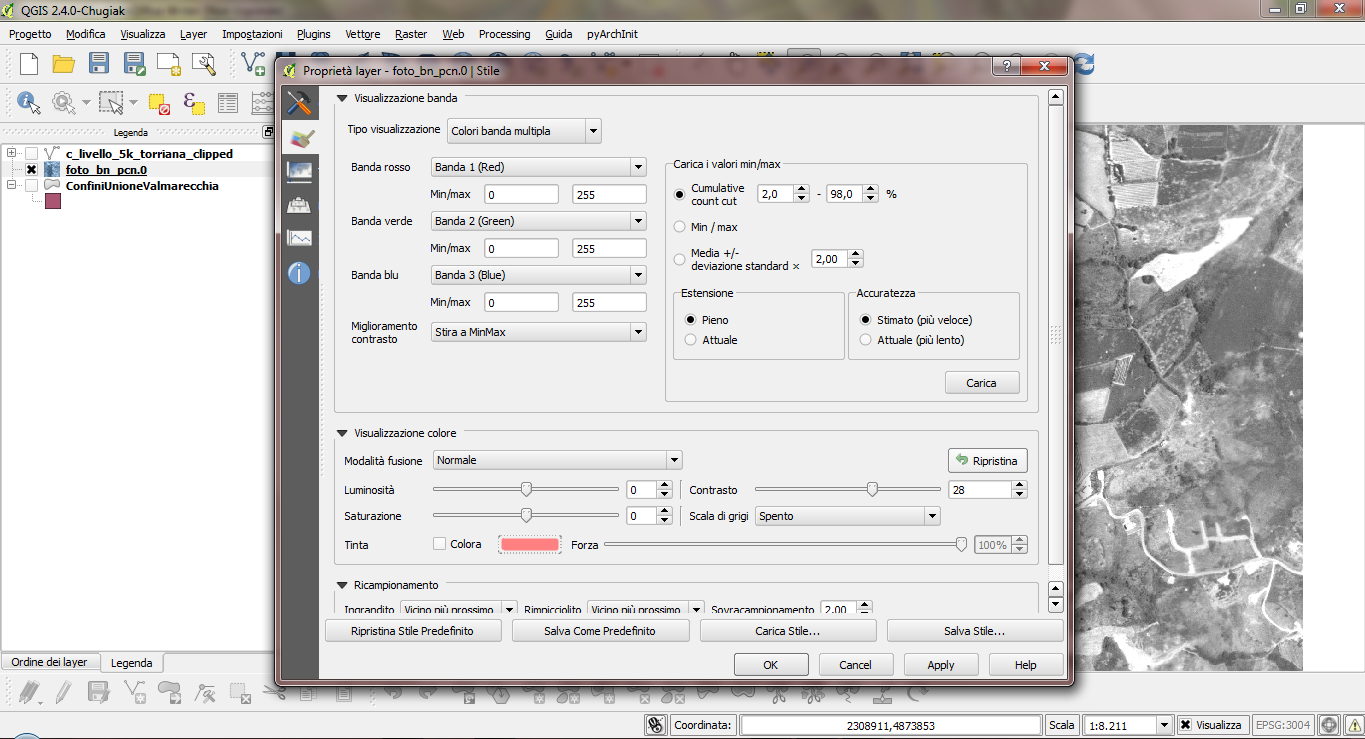 QGIS 2.4.0-Chugiak
Progetto Modifica Visualizza Layer Impostazioni Plugins Vettore Raster Web Processing Guida pyArchInit
Proprietà layer - foto_bn_pcn.0 | Stile
Legenda
c_livello_5k_torriana_clipped
foto_bn_pcn.0
ConfiniUnioneValmarecchia
Visualizzazione banda
Tipo visualizzazione Colori banda multipla
Banda rosso Banda 1 (Red)
Min/max 0 255
Banda verde Banda 2 (Green)
Min/max 0 255
Banda blu Banda 3 (Blue)
Min/max 0 255
Miglioramento contrasto Stira a MinMax
Carica i valori min/max
Cumulative count cut 2,0 - 98,0 %
Min / max
Media +/- deviazione standard × 2,00
Estensione
Pieno
Attuale
Accuratezza
Stimato (più veloce)
Attuale (più lento)
Carica
Visualizzazione colore
Modalità fusione Normale Ripristina
Luminosità 0 Contrasto 28
Saturazione 0 Scala di grigi Spento
Tinta Colora Forza 100%
Ricampionamento
Ingrandito Vicino più prossimo Rimpicciolito Vicino più prossimo Sovracampionamento 2,00
Ripristina Stile Predefinito Salva Come Predefinito Carica Stile... Salva Stile...
OK Cancel Apply Help
Ordine dei layer Legenda
Coordinata: 2308911,4873853 Scala 1:8.211 Visualizza EPSG:3004